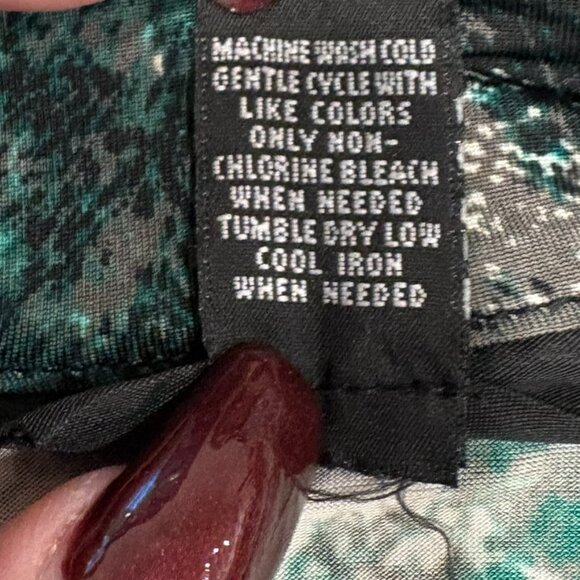 MACHINE WASH COLD
GENTLE CYCLE WITH
LIKE COLORS
ONLY NON-
CHLORINE BLEACH
WHEN NEEDED
TUMBLE DRY LOW
COOL IRON
WHEN NEEDED